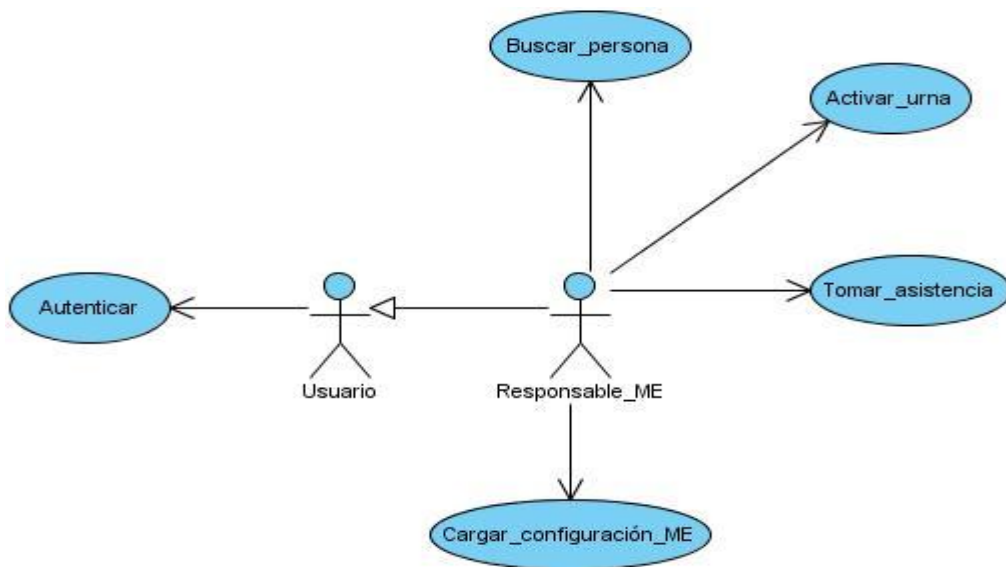 Buscar_persona
Activar_urna
Autenticar
Tomar_asistencia
Usuario
Responsable_ME
Cargar_configuración_ME